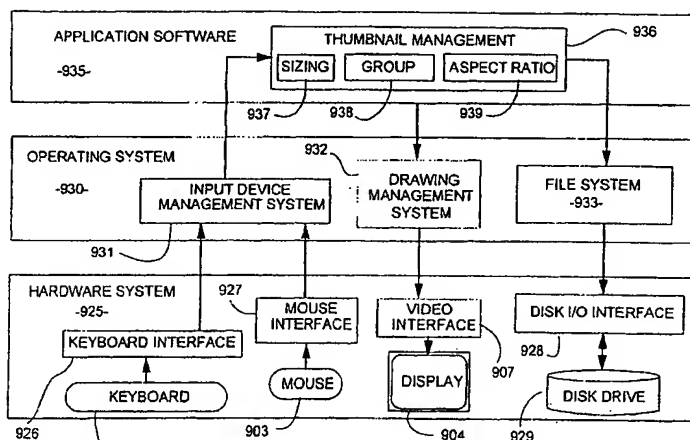 APPLICATION SOFTWARE
-935-
THUMBNAIL MANAGEMENT
936
SIZING
GROUP
ASPECT RATIO
937
938
939
OPERATING SYSTEM
-930-
932
INPUT DEVICE
MANAGEMENT SYSTEM
931
DRAWING
MANAGEMENT
SYSTEM
FILE SYSTEM
-933-
HARDWARE SYSTEM
-925-
927
MOUSE
INTERFACE
VIDEO
INTERFACE
DISK I/O INTERFACE
KEYBOARD INTERFACE
907
928
926
KEYBOARD
MOUSE
903
DISPLAY
904
DISK DRIVE
929